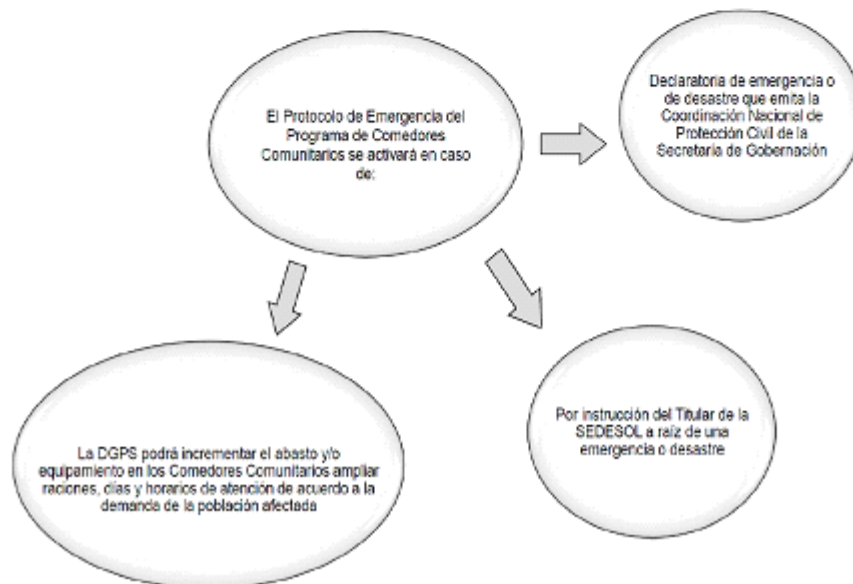 El Protocolo de Emergencia del
Programa de Comedores
Comunitarios se activará en caso
de:
Declaratoria de emergencia o
de desastre que emita la
Coordinación Nacional de
Protección Civil de la
Secretaría de Gobernación
La DGPS podrá incrementar el abasto y/o
equipamiento en los Comedores Comunitarios ampliar
raciones, días y horarios de atención de acuerdo a la
demanda de la población afectada
Por instrucción del Titular de la
SEDESOL a raíz de una
emergencia o desastre